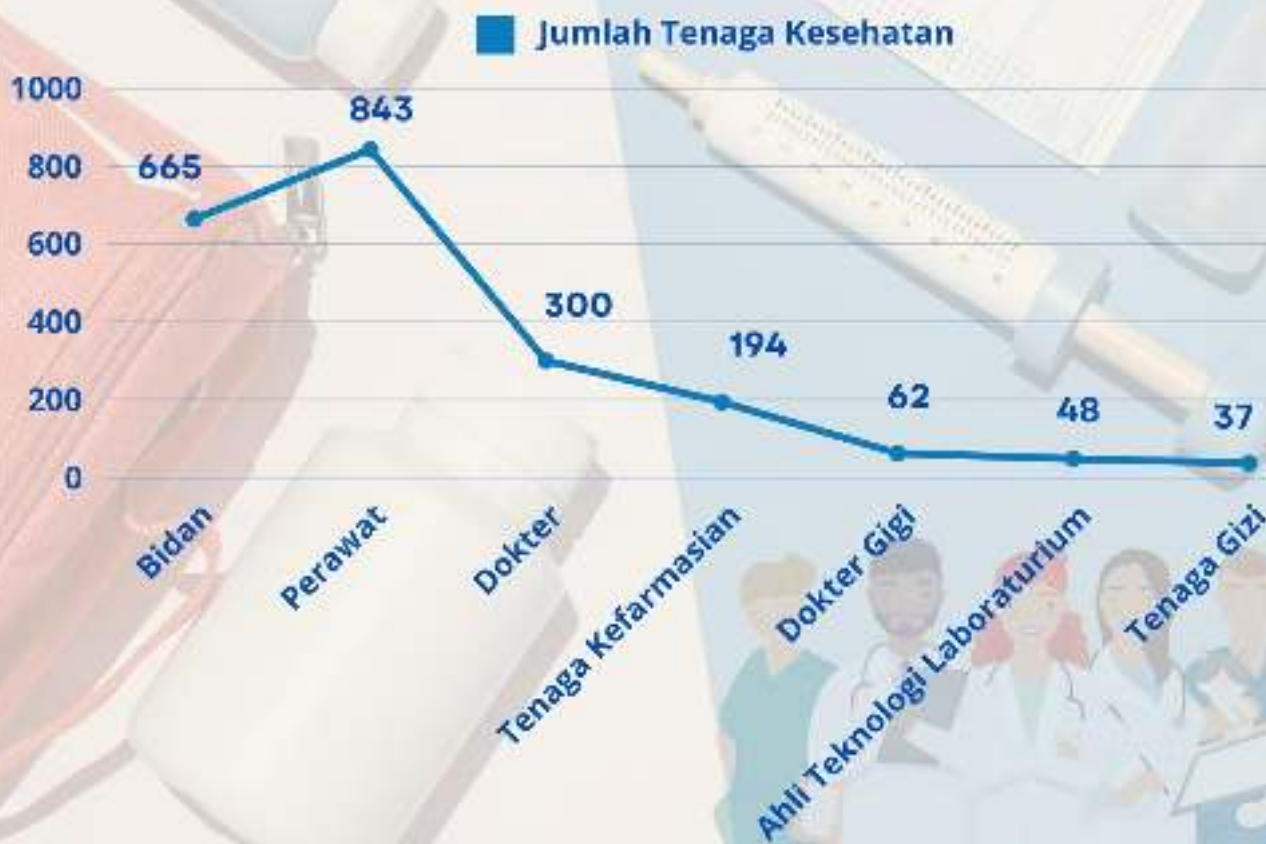 Jumlah Tenaga Kesehatan
1000
800
600
400
200
0
665
843
300
194
62
48
37
Bidan
Perawat
Dokter
Tenaga Kefarmasian
Dokter Gigi
Ahli Teknologi Laboraturium
Tenaga Gizi